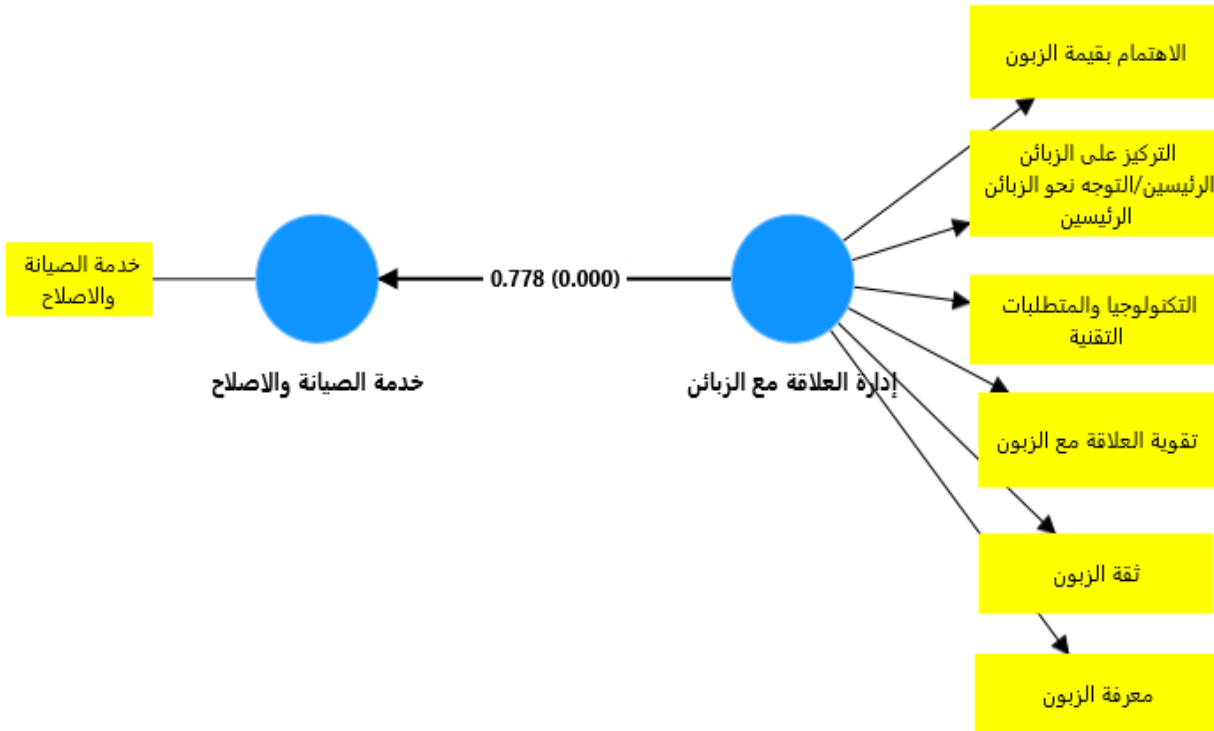 الاهتمام بقيمة الزبون
التركيز على الزبائن
الرئيسين/التوجه نحو الزبائن
الرئيسين
التكنولوجيا والمتطلبات
التقنية
تقوية العلاقة مع الزبون
ثقة الزبون
معرفة الزبون
إدارة العلاقة مع الزبائن
0.778 (0.000)
خدمة الصيانة والاصلاح
خدمة الصيانة
والاصلاح